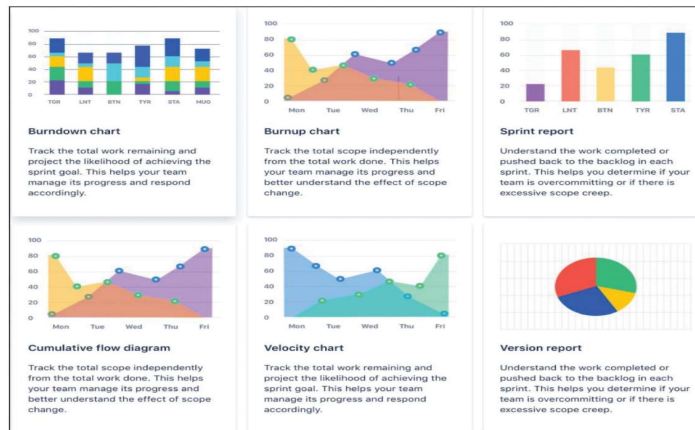 100
80
60
40
20
0
TGR LNT BTN TYR STA MUG
Burndown chart
Track the total work remaining and
project the likelihood of achieving the
sprint goal. This helps your team
manage its progress and respond
accordingly.
100
80
60
40
20
0
Mon Tue Wed Thu Fri
Burnup chart
Track the total scope independently
from the total work done. This helps
your team manage its progress and
better understand the effect of scope
change.
100
80
60
40
20
0
TGR LNT BTN TYR STA
Sprint report
Understand the work completed or
pushed back to the backlog in each
sprint. This helps you determine if your
team is overcommitting or if there is
excessive scope creep.
100
80
60
40
20
0
Mon Tue Wed Thu Fri
Cumulative flow diagram
Track the total scope independently
from the total work done. This helps
your team manage its progress and
better understand the effect of scope
change.
100
80
60
40
20
0
Mon Tue Wed Thu Fri
Velocity chart
Track the total work remaining and
project the likelihood of achieving the
sprint goal. This helps your team
manage its progress and respond
accordingly.
Version report
Understand the work completed or
pushed back to the backlog in each
sprint. This helps you determine if your
team is overcommitting or if there is
excessive scope creep.